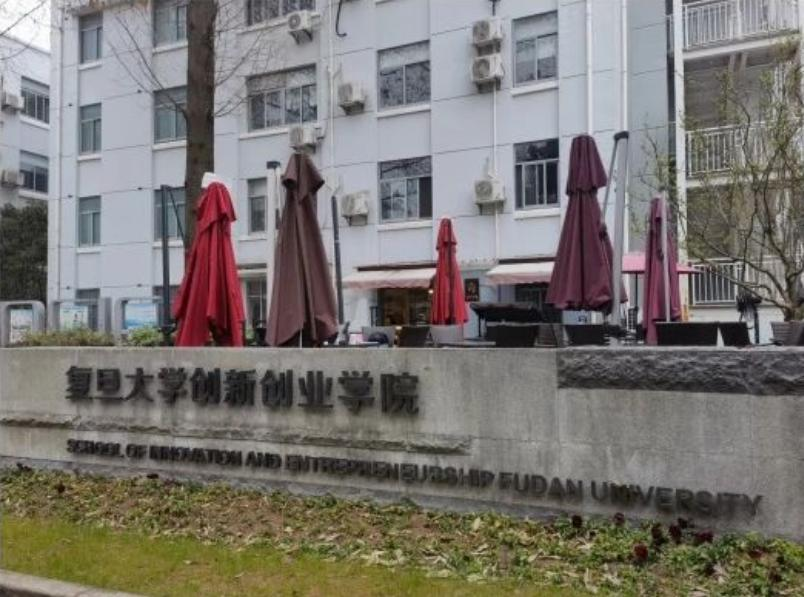 复旦大学创新创业学院
SCHOOL OF INNOVATION AND ENTREPRENEURSHIP FUDAN UNIVERSITY